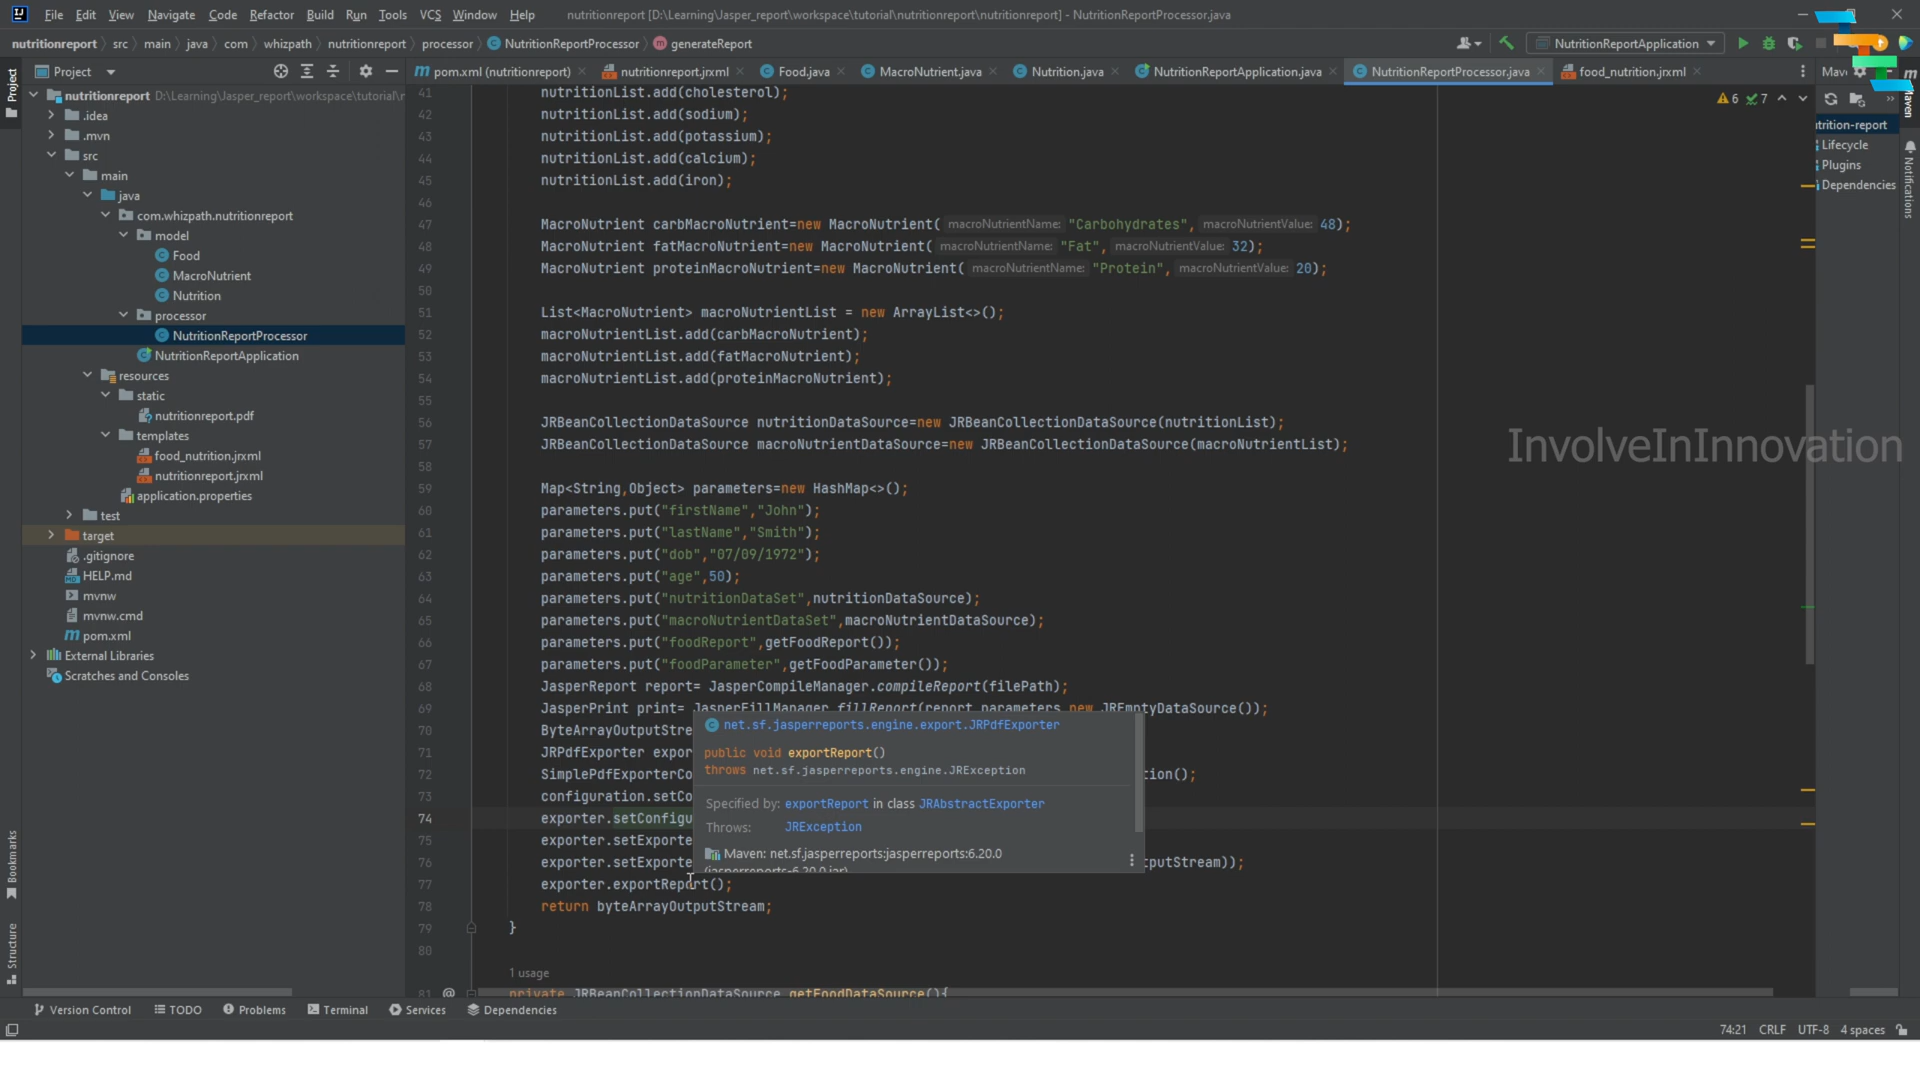 File Edit View Navigate Code Refactor Build Run Tools VCS Window Help nutritionreport [D:\Learning\Jasper_report\workspace\tutorial\nutritionreport\nutritionreport] - NutritionReportProcessor.java
nutritionreport src main java com whizpath nutritionreport processor NutritionReportProcessor generateReport NutritionReportApplication
Project pom.xml (nutritionreport) nutritionreport.jrxml Food.java MacroNutrient.java Nutrition.java NutritionReportApplication.java NutritionReportProcessor.java food_nutrition.jrxml
Project
nutritionreport D:\Learning\Jasper_report\workspace\tutorial\
.idea
.mvn
src
main
java
com.whizpath.nutritionreport
model
Food
MacroNutrient
Nutrition
processor
NutritionReportProcessor
NutritionReportApplication
resources
static
nutritionreport.pdf
templates
food_nutrition.jrxml
nutritionreport.jrxml
application.properties
test
target
.gitignore
HELP.md
mvnw
mvnw.cmd
pom.xml
External Libraries
Scratches and Consoles
Bookmarks
Structure
6 7
41 nutritionList.add(cholesterol);
42 nutritionList.add(sodium);
43 nutritionList.add(potassium);
44 nutritionList.add(calcium);
45 nutritionList.add(iron);
46
47 MacroNutrient carbMacroNutrient=new MacroNutrient( macroNutrientName: "Carbohydrates", macroNutrientValue: 48);
48 MacroNutrient fatMacroNutrient=new MacroNutrient( macroNutrientName: "Fat", macroNutrientValue: 32);
49 MacroNutrient proteinMacroNutrient=new MacroNutrient( macroNutrientName: "Protein", macroNutrientValue: 20);
50
51 List<MacroNutrient> macroNutrientList = new ArrayList<>();
52 macroNutrientList.add(carbMacroNutrient);
53 macroNutrientList.add(fatMacroNutrient);
54 macroNutrientList.add(proteinMacroNutrient);
55
56 JRBeanCollectionDataSource nutritionDataSource=new JRBeanCollectionDataSource(nutritionList);
57 JRBeanCollectionDataSource macroNutrientDataSource=new JRBeanCollectionDataSource(macroNutrientList);
58
59 Map<String,Object> parameters=new HashMap<>();
60 parameters.put("firstName","John");
61 parameters.put("lastName","Smith");
62 parameters.put("dob","07/09/1972");
63 parameters.put("age",50);
64 parameters.put("nutritionDataSet",nutritionDataSource);
65 parameters.put("macroNutrientDataSet",macroNutrientDataSource);
66 parameters.put("foodReport",getFoodReport());
67 parameters.put("foodParameter",getFoodParameter());
68 JasperReport report= JasperCompileManager.compileReport(filePath);
69 JasperPrint print= JasperFillManager.fillReport(report,parameters,new JREmptyDataSource());
70 ByteArrayOutputStre
71 JRPdfExporter expor
72 SimplePdfExporterCo tion();
73 configuration.setCo
74 exporter.setConfigu
75 exporter.setExporte
76 exporter.setExporte tputStream));
77 exporter.exportReport();
78 return byteArrayOutputStream;
79 }
80
1 usage
81 private JRBeanCollectionDataSource getFoodDataSource(){
net.sf.jasperreports.engine.export.JRPdfExporter
public void exportReport()
throws net.sf.jasperreports.engine.JRException
Specified by: exportReport in class JRAbstractExporter
Throws: JRException
Maven: net.sf.jasperreports:jasperreports:6.20.0
(jasperreports-6.20.0.jar)
InvolveInInnovation
Mav
trition-report
Lifecycle
Plugins
Dependencies
Maven
Notifications
Version Control TODO Problems Terminal Services Dependencies
74:21 CRLF UTF-8 4 spaces